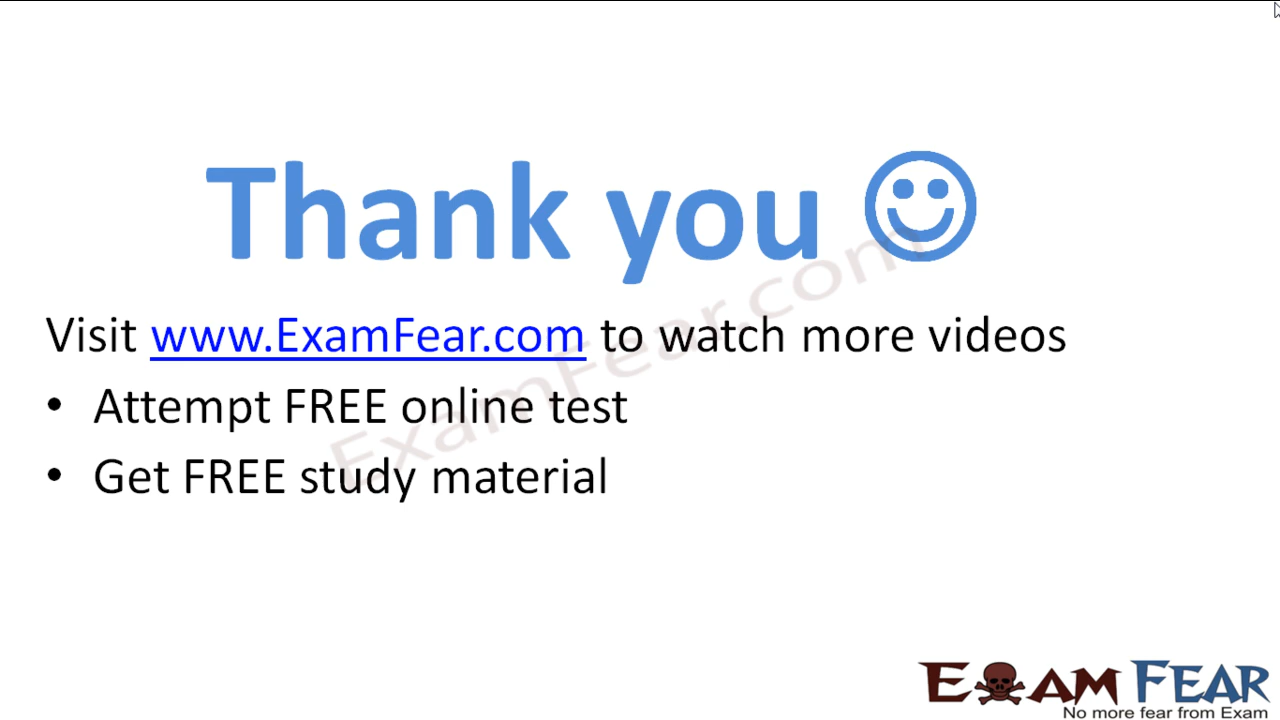 Thank you
Visit www.ExamFear.com to watch more videos
• Attempt FREE online test
• Get FREE study material
ExamFear.com
EXAM FEAR
No more fear from Exam